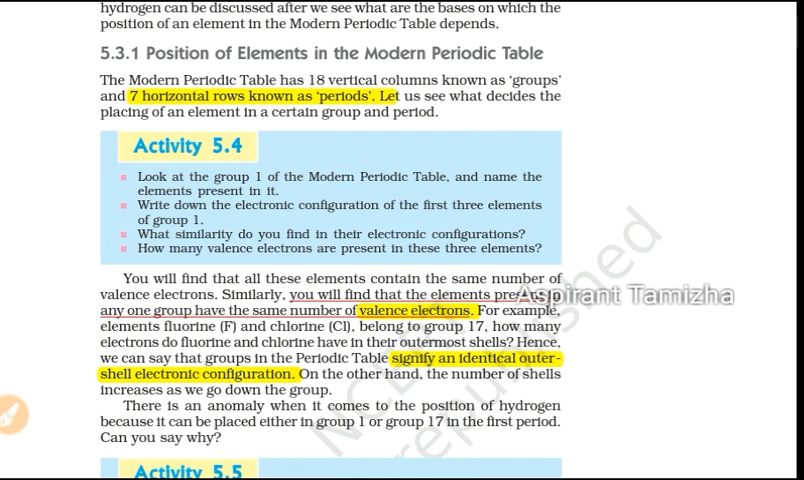 hydrogen can be discussed after we see what are the bases on which the
position of an element in the Modern Periodic Table depends.
5.3.1 Position of Elements in the Modern Periodic Table
The Modern Periodic Table has 18 vertical columns known as ‘groups’
and 7 horizontal rows known as ‘periods’. Let us see what decides the
placing of an element in a certain group and period.
Activity 5.4
Look at the group 1 of the Modern Periodic Table, and name the
elements present in it.
Write down the electronic configuration of the first three elements
of group 1.
What similarity do you find in their electronic configurations?
How many valence electrons are present in these three elements?
You will find that all these elements contain the same number of
valence electrons. Similarly, you will find that the elements present in
any one group have the same number of valence electrons. For example,
elements fluorine (F) and chlorine (Cl), belong to group 17, how many
electrons do fluorine and chlorine have in their outermost shells? Hence,
we can say that groups in the Periodic Table signify an identical outer-
shell electronic configuration. On the other hand, the number of shells
increases as we go down the group.
There is an anomaly when it comes to the position of hydrogen
because it can be placed either in group 1 or group 17 in the first period.
Can you say why?
Activity 5.5
Aspirant Tamizha